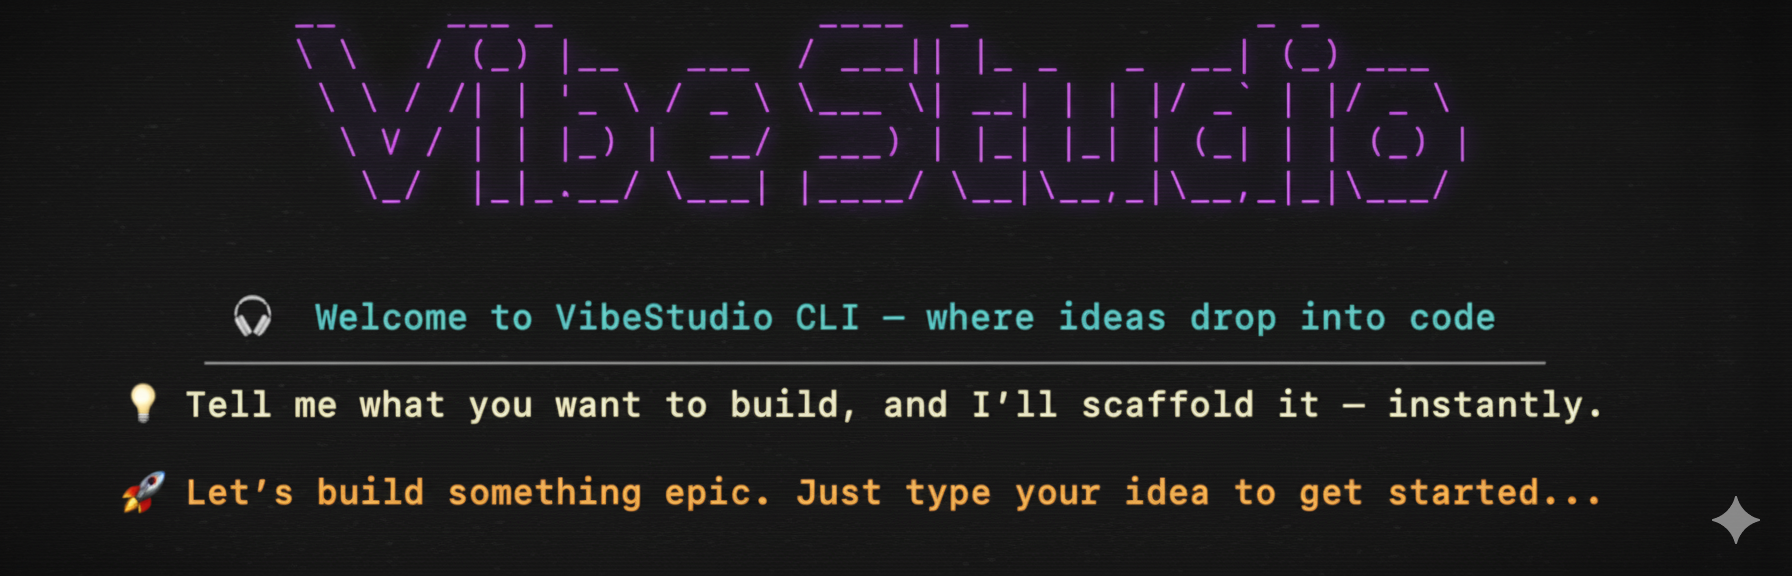 VibeStudio
🎧 Welcome to VibeStudio CLI — where ideas drop into code
💡 Tell me what you want to build, and I’ll scaffold it — instantly.
🚀 Let’s build something epic. Just type your idea to get started...